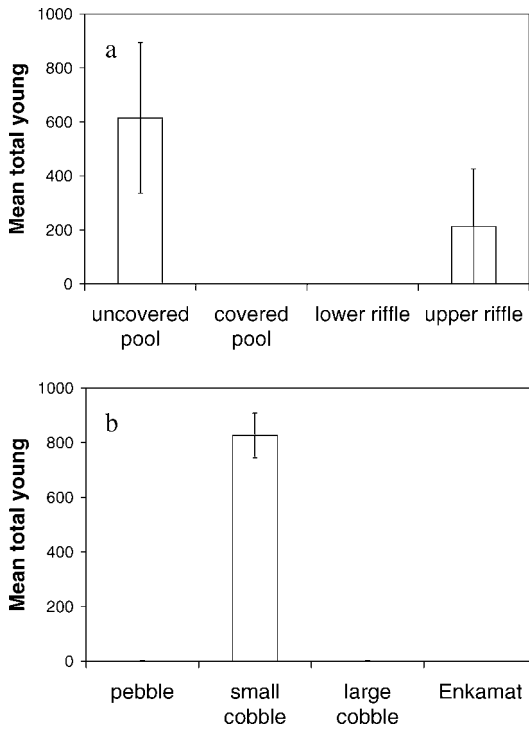 1000
a
800
600
400
200
0
Mean total young
uncovered pool
covered pool
lower riffle
upper riffle
1000
b
800
600
400
200
0
Mean total young
pebble
small cobble
large cobble
Enkamat